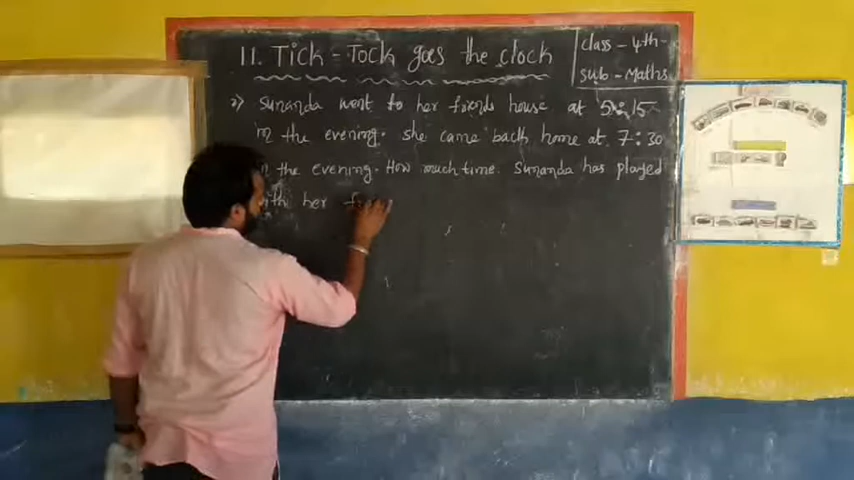 11. Tick - Tock goes the clock
class - 4th
sub - Maths
2) Sunanda went to her friends house at 5:15
in the evening. she came back home at 7:30
in the evening. How much time. Sunanda has played
with her